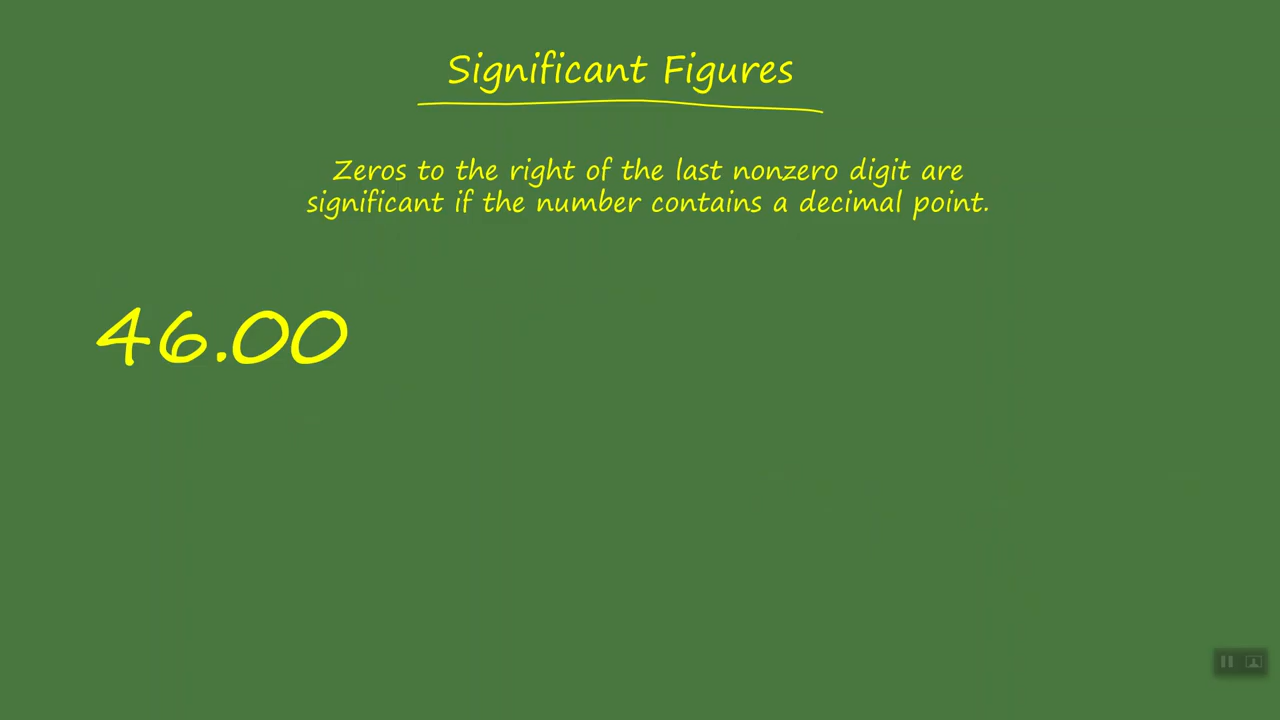 Significant Figures
Zeros to the right of the last nonzero digit are
significant if the number contains a decimal point.
46.00